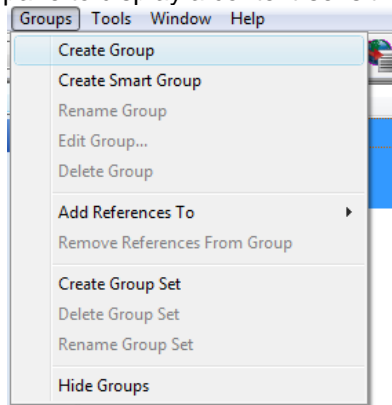 Groups Tools Window Help
Create Group
Create Smart Group
Rename Group
Edit Group...
Delete Group
Add References To
Remove References From Group
Create Group Set
Delete Group Set
Rename Group Set
Hide Groups